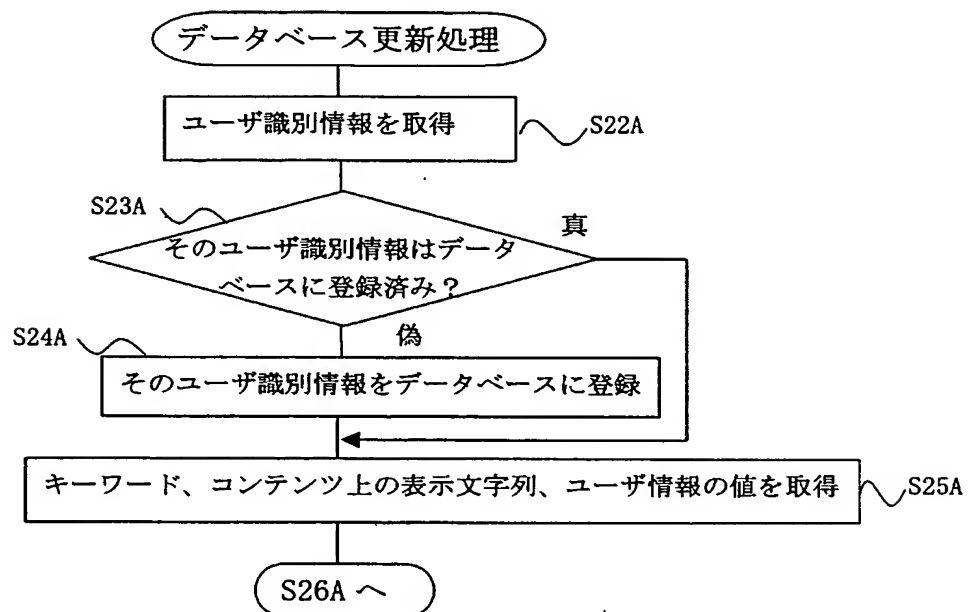 データベース更新処理
ユーザ識別情報を取得
S22A
S23A
真
そのユーザ識別情報はデータ
ベースに登録済み？
偽
S24A
そのユーザ識別情報をデータベースに登録
キーワード、コンテンツ上の表示文字列、ユーザ情報の値を取得
S25A
S26A へ